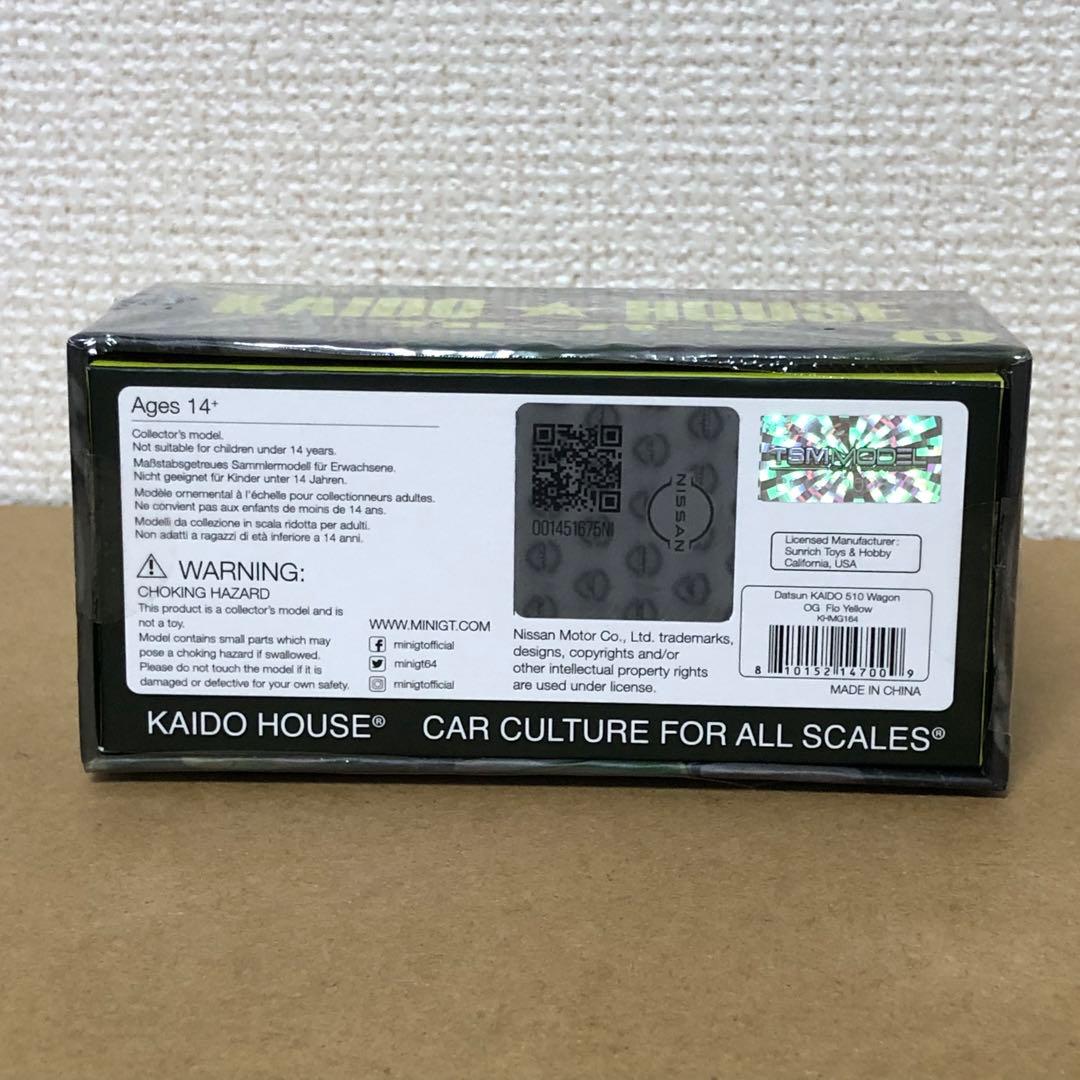 KAIDO ★ HOUSE
Ages 14+
Collector's model.
Not suitable for children under 14 years.
Maßstabsgetreues Sammlermodell für Erwachsene.
Nicht geeignet für Kinder unter 14 Jahren.
Modèle ornemental à l'échelle pour collectionneurs adultes.
Ne convient pas aux enfants de moins de 14 ans.
Modelli da collezione in scala ridotta per adulti.
Non adatti a ragazzi di età inferiore a 14 anni.
WARNING:
CHOKING HAZARD
This product is a collector's model and is
not a toy.
Model contains small parts which may
pose a choking hazard if swallowed.
Please do not touch the model if it is
damaged or defective for your own safety.
WWW.MINIGT.COM
minigtofficial
minigt64
minigtofficial
001451675NI
NISSAN
Nissan Motor Co., Ltd. trademarks,
designs, copyrights and/or
other intellectual property rights
are used under license.
TSM MODEL
Licensed Manufacturer:
Sunrich Toys & Hobby
California, USA
Datsun KAIDO 510 Wagon
OG Flo Yellow
KHMG164
8 10152 14700 9
MADE IN CHINA
KAIDO HOUSE® CAR CULTURE FOR ALL SCALES®